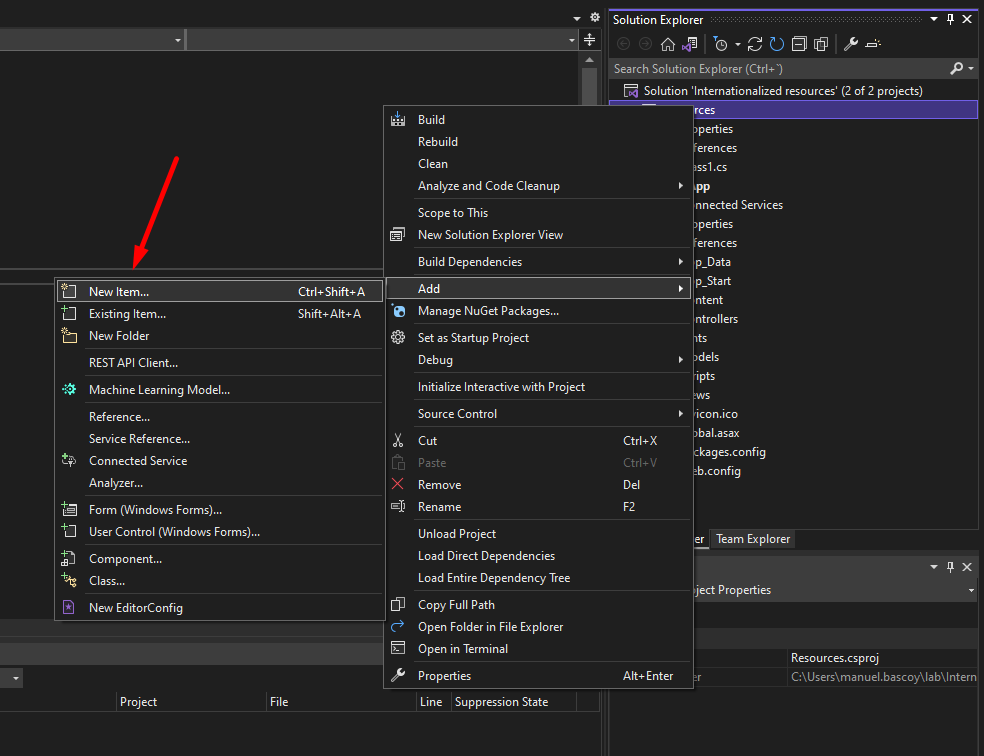 Solution Explorer
Search Solution Explorer (Ctrl+¨)
Solution 'Internationalized resources' (2 of 2 projects)
rces
operties
ferences
ass1.cs
App
nnected Services
operties
ferences
p_Data
p_Start
ntent
ntrollers
nts
odels
ripts
ews
vicon.ico
obal.asax
ckages.config
eb.config
Build
Rebuild
Clean
Analyze and Code Cleanup
Scope to This
New Solution Explorer View
Build Dependencies
Add
Manage NuGet Packages...
Set as Startup Project
Debug
Initialize Interactive with Project
Source Control
Cut Ctrl+X
Paste Ctrl+V
Remove Del
Rename F2
Unload Project
Load Direct Dependencies
Load Entire Dependency Tree
Copy Full Path
Open Folder in File Explorer
Open in Terminal
Properties Alt+Enter
New Item... Ctrl+Shift+A
Existing Item... Shift+Alt+A
New Folder
REST API Client...
Machine Learning Model...
Reference...
Service Reference...
Connected Service
Analyzer...
Form (Windows Forms)...
User Control (Windows Forms)...
Component...
Class...
New EditorConfig
er Team Explorer
ject Properties
Resources.csproj
er C:\Users\manuel.bascoy\lab\Intern
Project File Line Suppression State